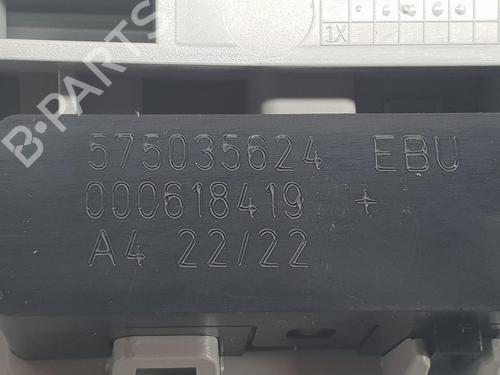 1X
575035624 EBU
000618419 +
A4 22/22
B-PARTS